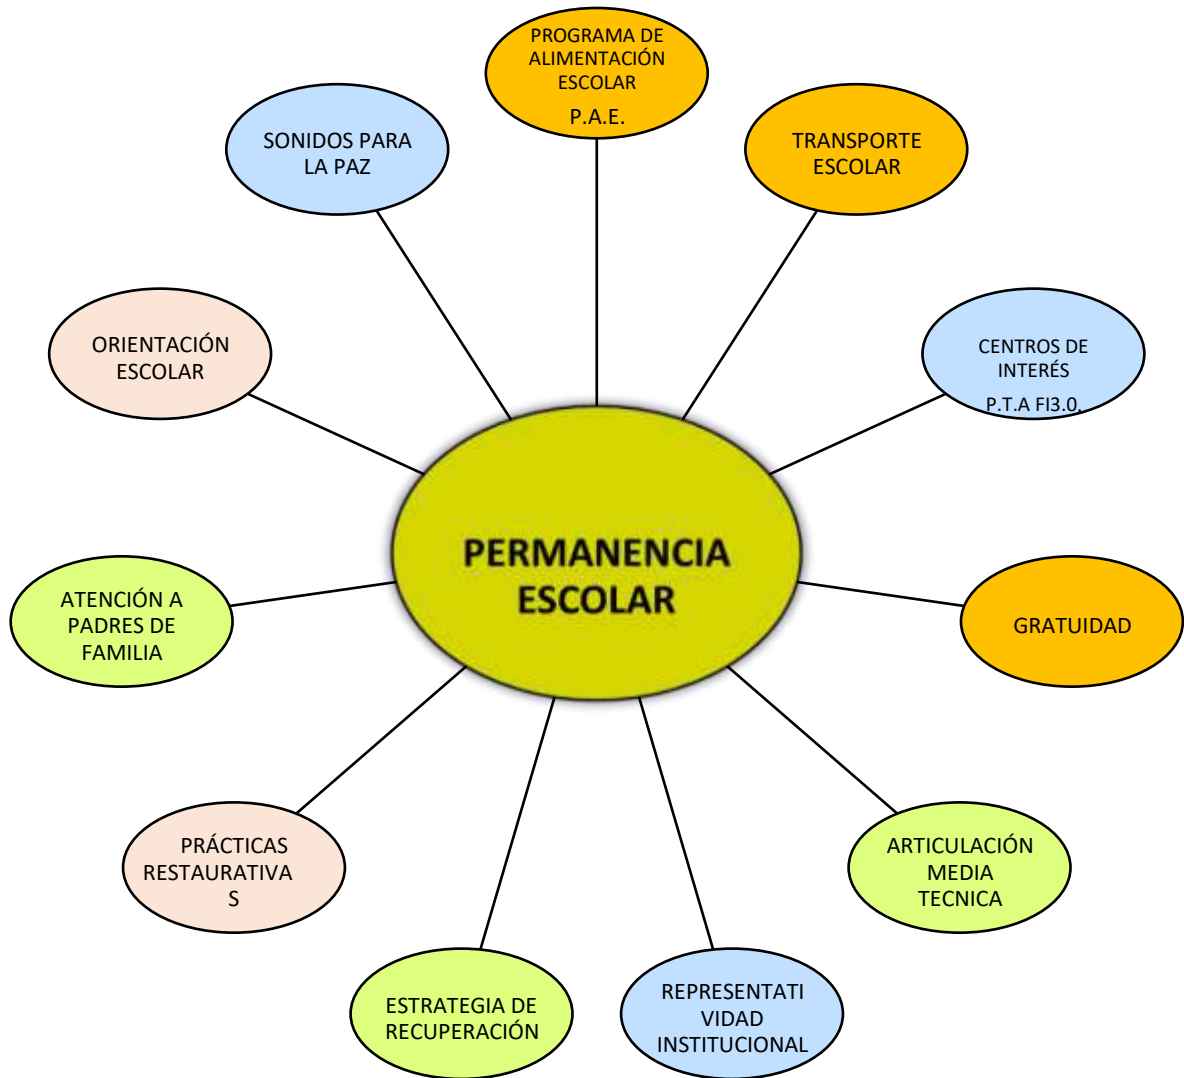 PROGRAMA DE
ALIMENTACIÓN
ESCOLAR
P.A.E.
SONIDOS PARA
LA PAZ
TRANSPORTE
ESCOLAR
ORIENTACIÓN
ESCOLAR
CENTROS DE
INTERÉS
P.T.A FI3.0.
PERMANENCIA
ESCOLAR
ATENCIÓN A
PADRES DE
FAMILIA
GRATUIDAD
PRÁCTICAS
RESTAURATIVA
S
ARTICULACIÓN
MEDIA
TECNICA
ESTRATEGIA DE
RECUPERACIÓN
REPRESENTATI
VIDAD
INSTITUCIONAL